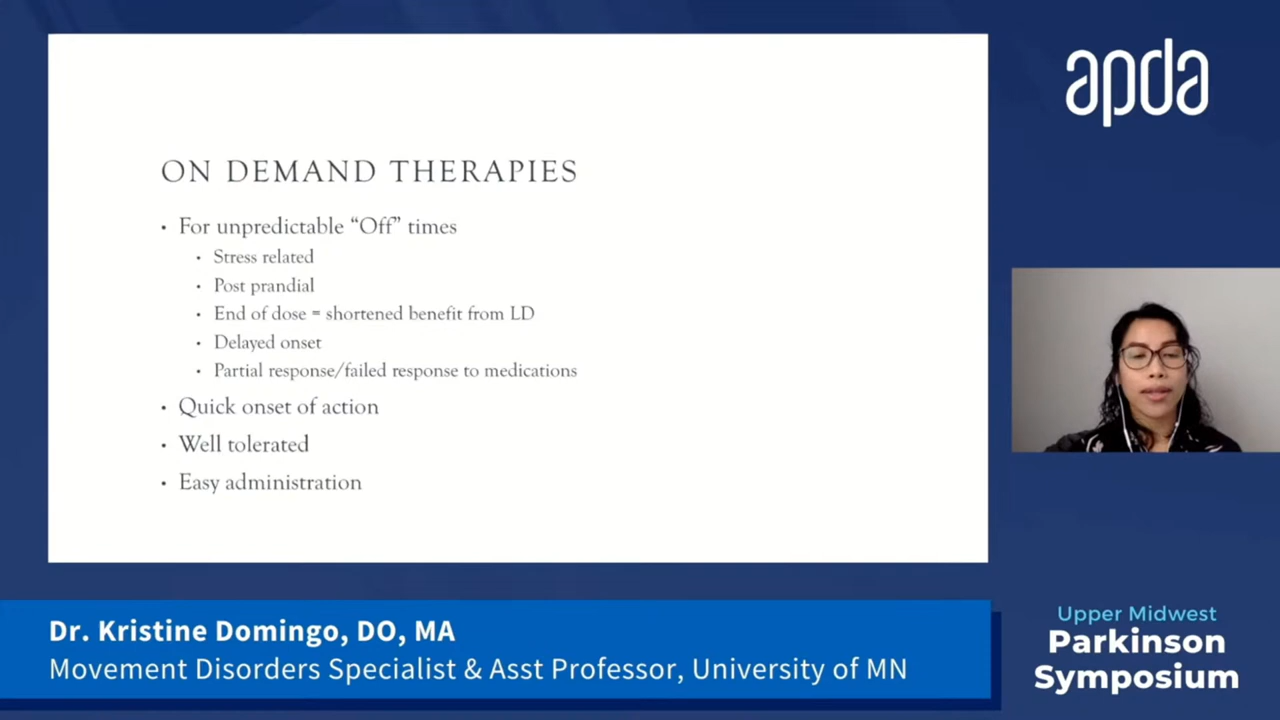 apda
ON DEMAND THERAPIES
• For unpredictable “Off” times
• Stress related
• Post prandial
• End of dose = shortened benefit from LD
• Delayed onset
• Partial response/failed response to medications
• Quick onset of action
• Well tolerated
• Easy administration
Dr. Kristine Domingo, DO, MA
Movement Disorders Specialist & Asst Professor, University of MN
Upper Midwest
Parkinson
Symposium